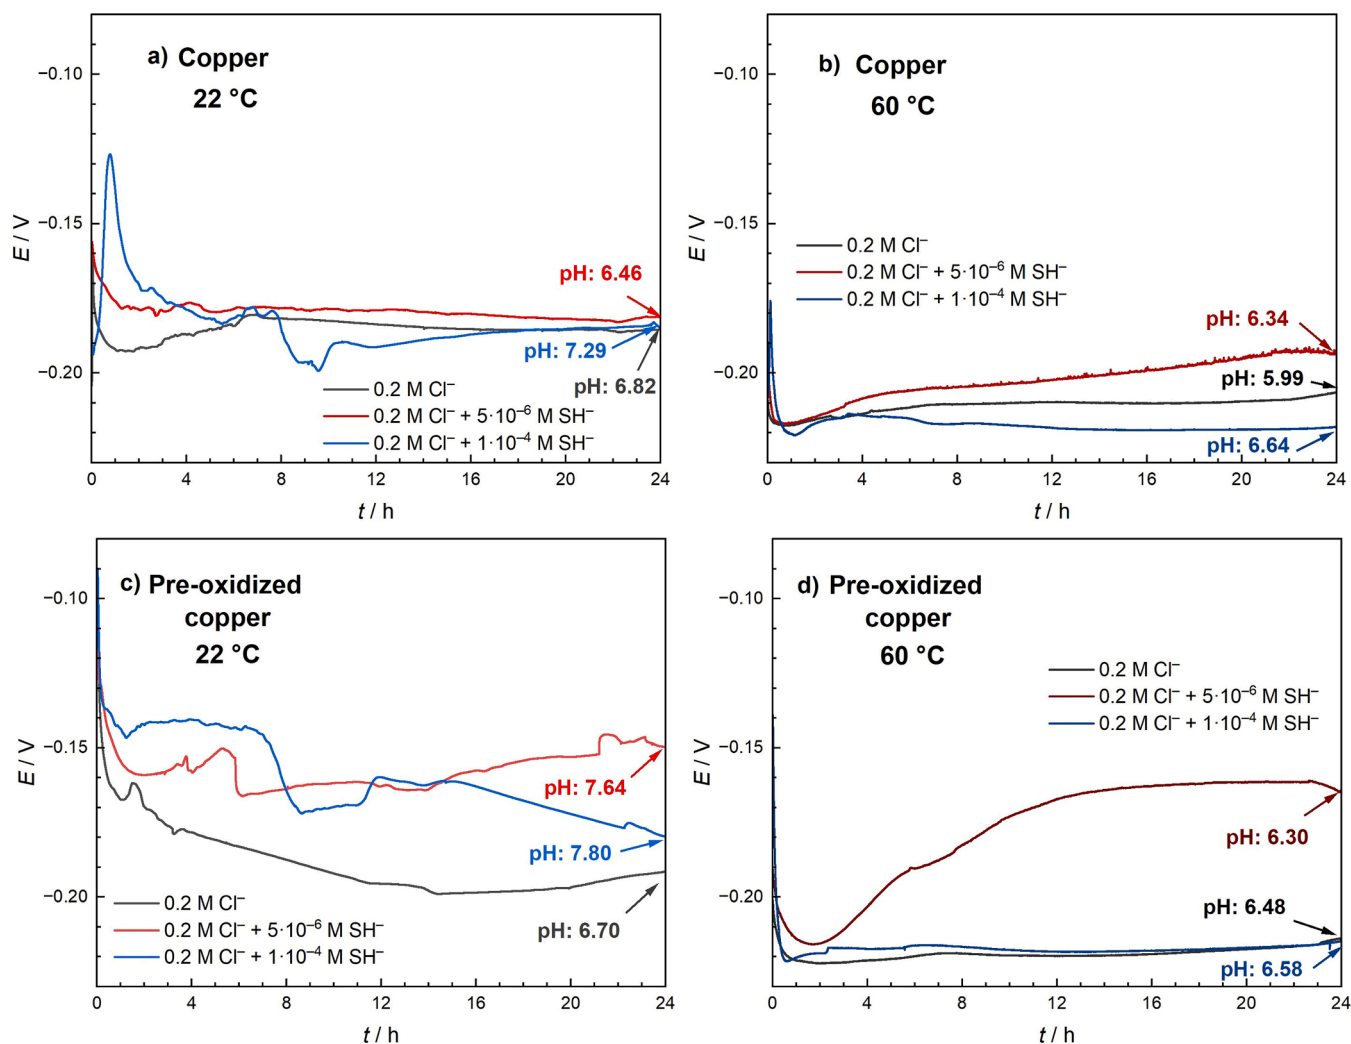 a) Copper
22 °C
−0.10
−0.15
−0.20
E / V
pH: 6.46
pH: 7.29
pH: 6.82
0.2 M Cl⁻
0.2 M Cl⁻ + 5·10⁻⁶ M SH⁻
0.2 M Cl⁻ + 1·10⁻⁴ M SH⁻
0 4 8 12 16 20 24
t / h
b) Copper
60 °C
−0.10
−0.15
−0.20
E / V
0.2 M Cl⁻
0.2 M Cl⁻ + 5·10⁻⁶ M SH⁻
0.2 M Cl⁻ + 1·10⁻⁴ M SH⁻
pH: 6.34
pH: 5.99
pH: 6.64
0 4 8 12 16 20 24
t / h
c) Pre-oxidized
copper
22 °C
−0.10
−0.15
−0.20
E / V
pH: 7.64
pH: 7.80
pH: 6.70
0.2 M Cl⁻
0.2 M Cl⁻ + 5·10⁻⁶ M SH⁻
0.2 M Cl⁻ + 1·10⁻⁴ M SH⁻
0 4 8 12 16 20 24
t / h
d) Pre-oxidized
copper
60 °C
−0.10
−0.15
−0.20
E / V
0.2 M Cl⁻
0.2 M Cl⁻ + 5·10⁻⁶ M SH⁻
0.2 M Cl⁻ + 1·10⁻⁴ M SH⁻
pH: 6.30
pH: 6.48
pH: 6.58
0 4 8 12 16 20 24
t / h